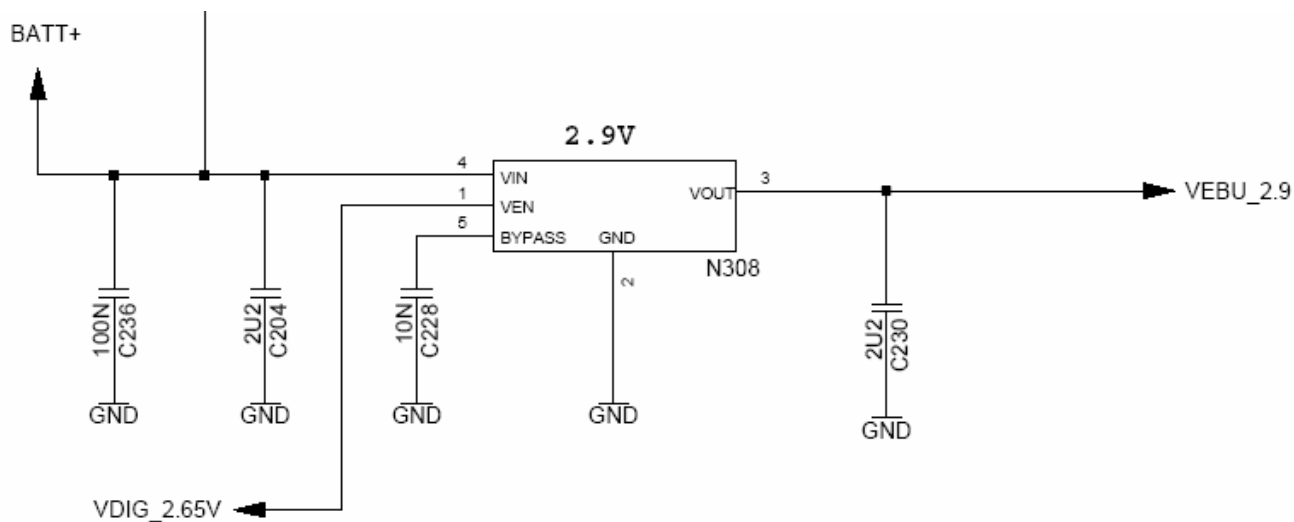 BATT+
2.9V
4
VIN
1
VEN
5
BYPASS
GND
VOUT
3
VEBU_2.9
N308
2
100N
C236
2U2
C204
10N
C228
2U2
C230
GND
GND
GND
GND
GND
VDIG_2.65V